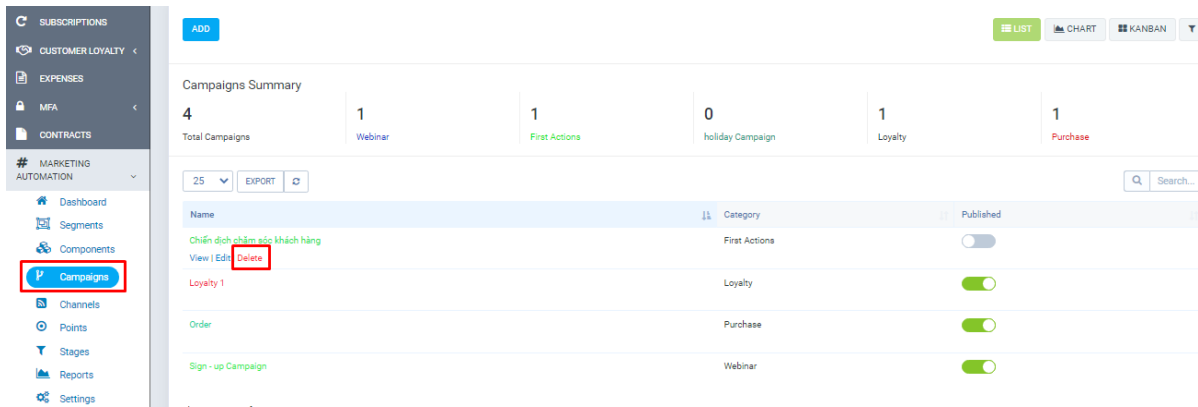 SUBSCRIPTIONS
CUSTOMER LOYALTY
EXPENSES
MFA
CONTRACTS
MARKETING
AUTOMATION
Dashboard
Segments
Components
Campaigns
Channels
Points
Stages
Reports
Settings
ADD
LIST CHART KANBAN
Campaigns Summary
4 1 1 0 1 1
Total Campaigns Webinar First Actions holiday Campaign Loyalty Purchase
25 EXPORT Search...
Name Category Published
Chiến dịch chăm sóc khách hàng First Actions
View | Edit Delete
Loyalty 1 Loyalty
Order Purchase
Sign - up Campaign Webinar